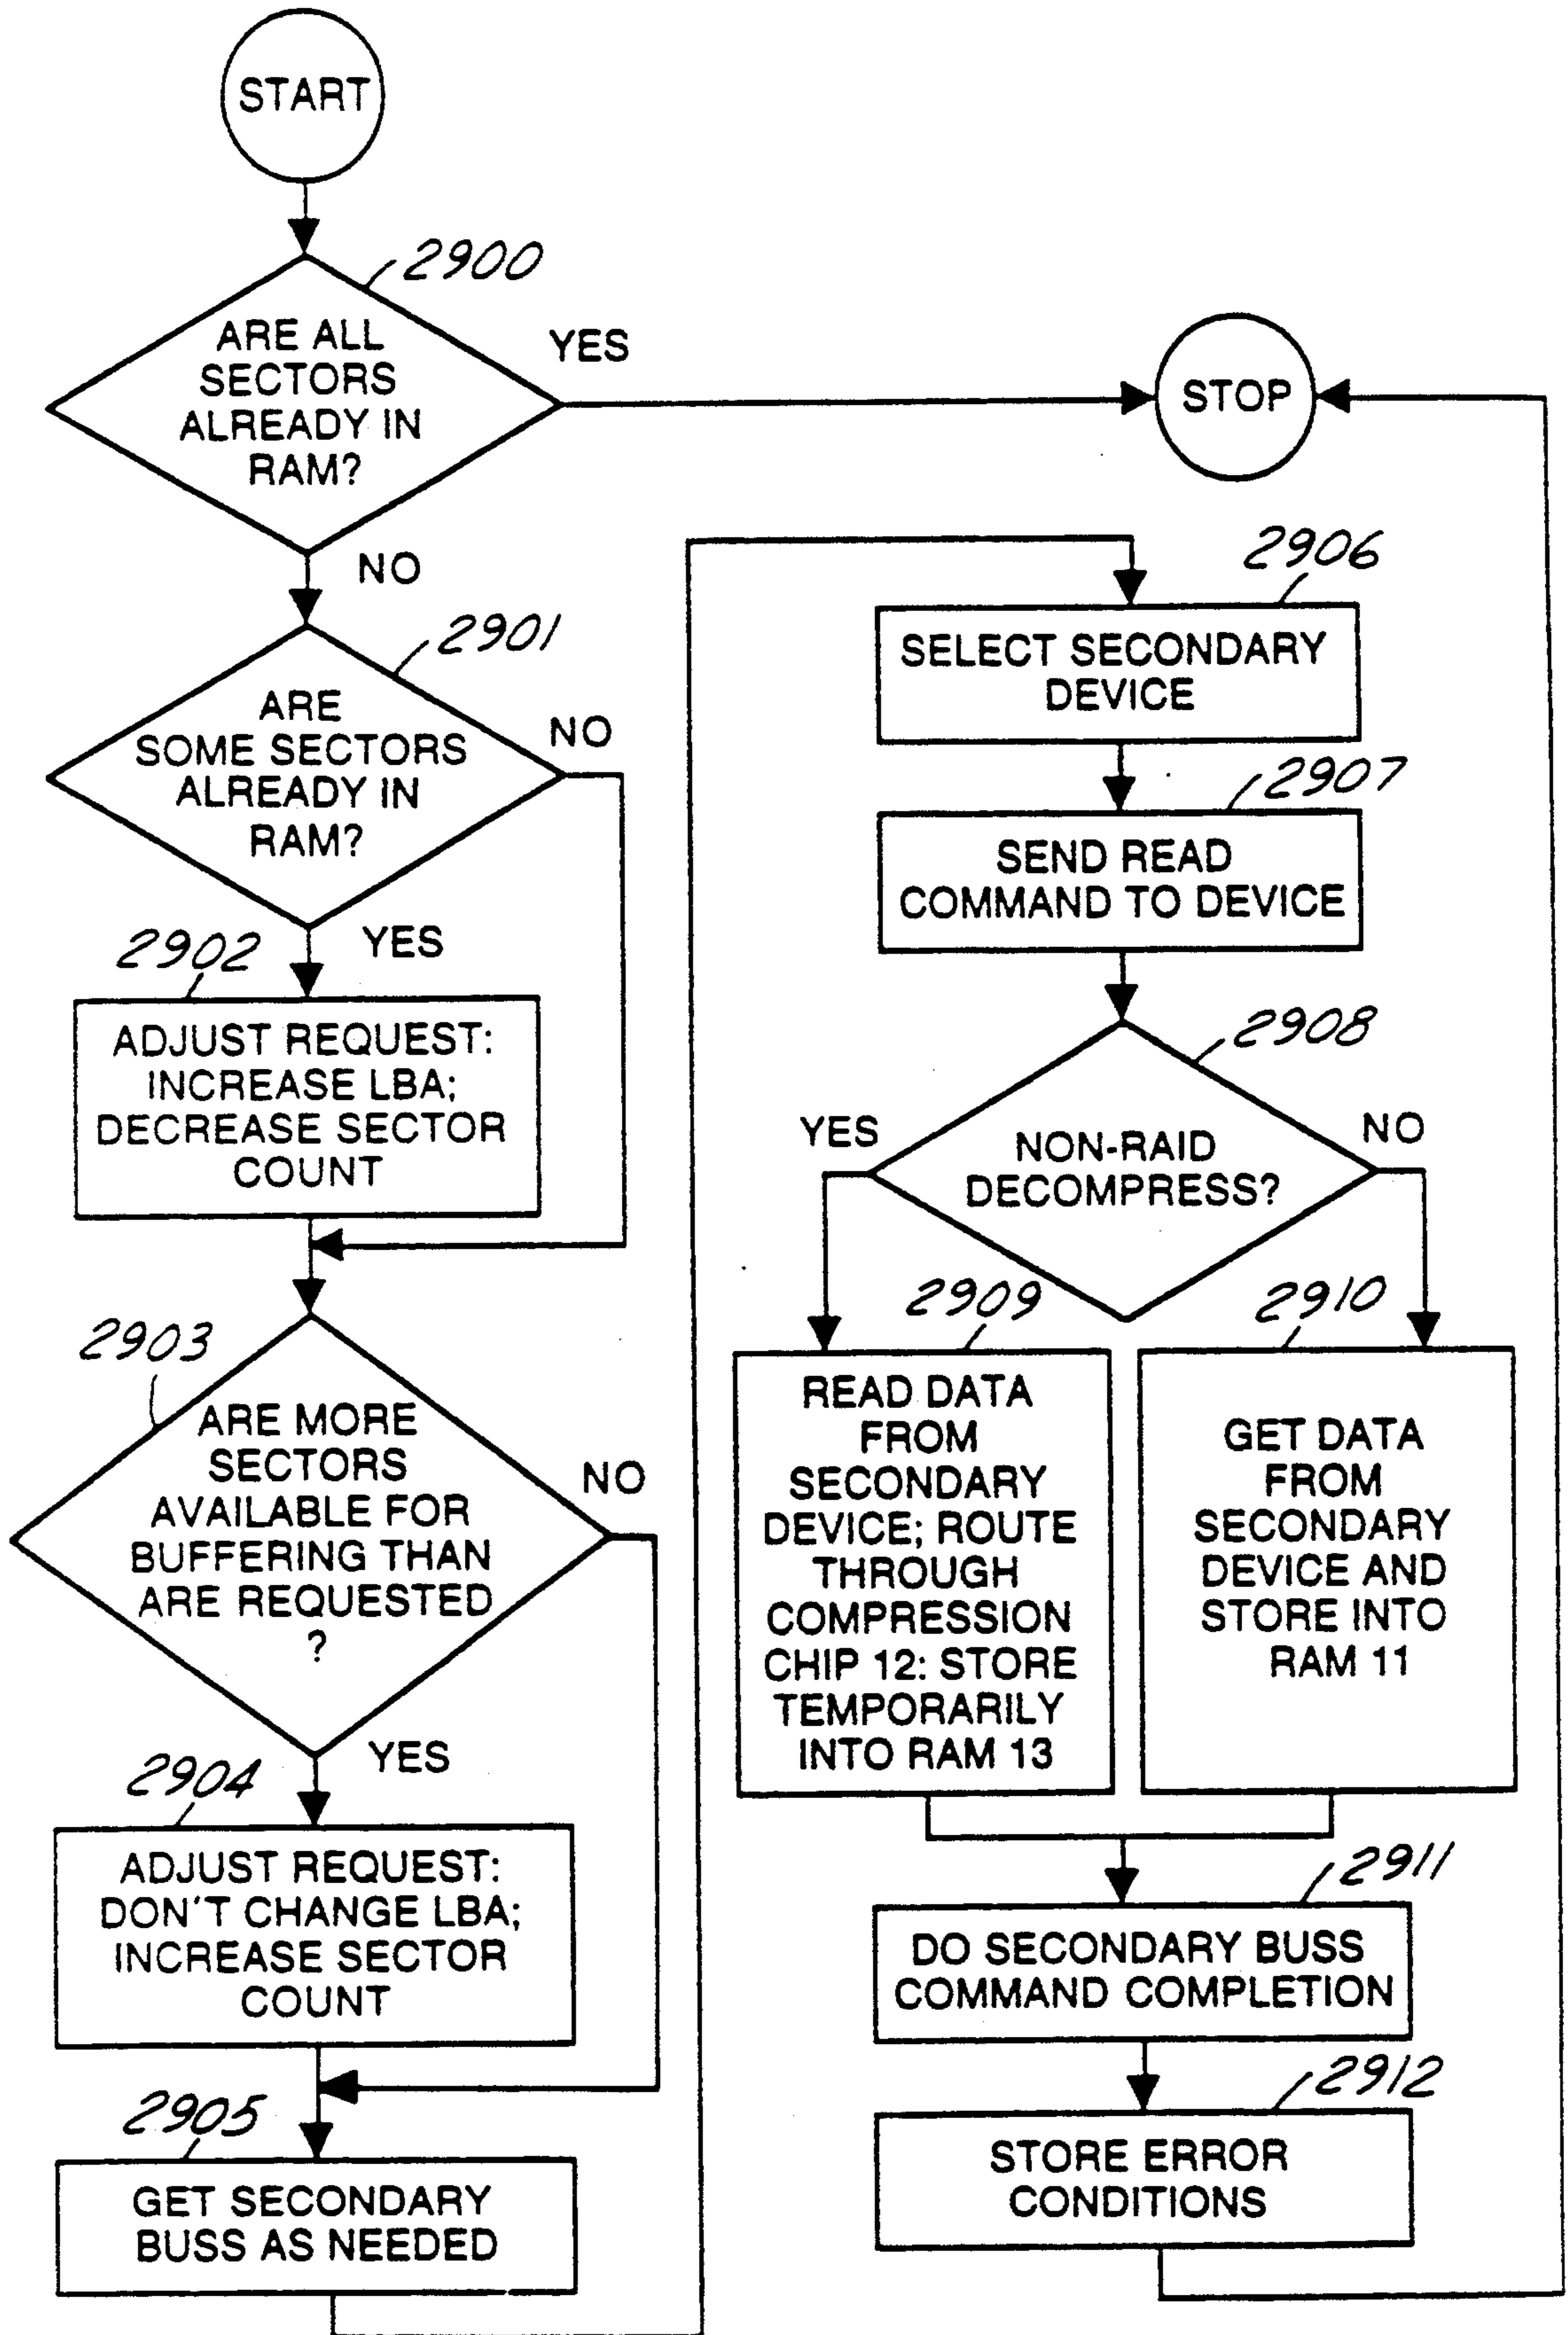 START
2900
ARE ALL
SECTORS
ALREADY IN
RAM?
YES
STOP
NO
2901
ARE
SOME SECTORS
ALREADY IN
RAM?
NO
YES
2902
ADJUST REQUEST:
INCREASE LBA;
DECREASE SECTOR
COUNT
2903
ARE MORE
SECTORS
AVAILABLE FOR
BUFFERING THAN
ARE REQUESTED
?
NO
YES
2904
ADJUST REQUEST:
DON'T CHANGE LBA;
INCREASE SECTOR
COUNT
2905
GET SECONDARY
BUSS AS NEEDED
2906
SELECT SECONDARY
DEVICE
2907
SEND READ
COMMAND TO DEVICE
2908
NON-RAID
DECOMPRESS?
YES
NO
2909
READ DATA
FROM
SECONDARY
DEVICE; ROUTE
THROUGH
COMPRESSION
CHIP 12: STORE
TEMPORARILY
INTO RAM 13
2910
GET DATA
FROM
SECONDARY
DEVICE AND
STORE INTO
RAM 11
2911
DO SECONDARY BUSS
COMMAND COMPLETION
2912
STORE ERROR
CONDITIONS